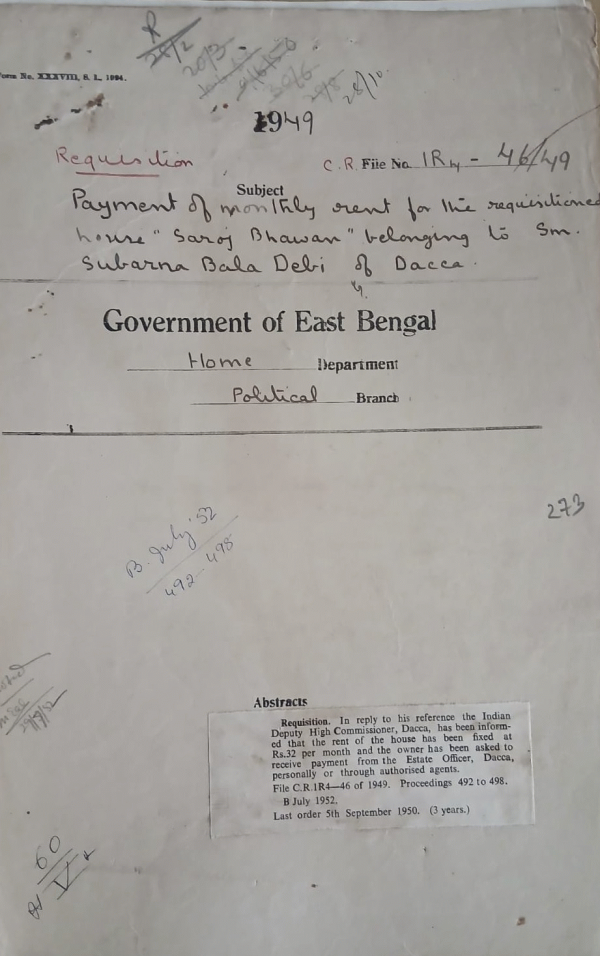 R
20/3
28/10
Form No. XXXVIII, S. L. 1994.
1949
Requisition
C. R. File No. 1R4 - 46/49
Subject
Payment of monthly rent for the requisitioned
house "Saroj Bhawan" belonging to Sm.
Subarna Bala Debi of Dacca.
Government of East Bengal
Home Department
Political Branch
273
B. July '52
492-498
Abstracts
Requisition. In reply to his reference the Indian
Deputy High Commissioner, Dacca, has been inform-
ed that the rent of the house has been fixed at
Rs.32 per month and the owner has been asked to
receive payment from the Estate Officer, Dacca,
personally or through authorised agents.
File C.R.1R4—46 of 1949. Proceedings 492 to 498.
B July 1952.
Last order 5th September 1950. (3 years.)
60
V